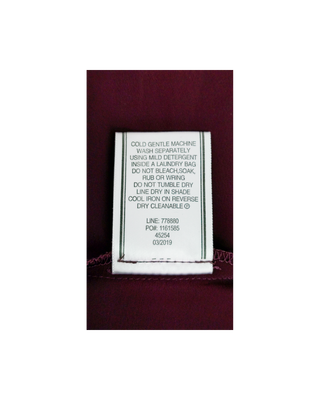 COLD GENTLE MACHINE
WASH SEPARATELY
USING MILD DETERGENT
INSIDE A LAUNDRY BAG
DO NOT BLEACH,SOAK,
RUB OR WRING
DO NOT TUMBLE DRY
LINE DRY IN SHADE
COOL IRON ON REVERSE
DRY CLEANABLE Ⓟ
LINE: 778880
PO#: 1161585
45254
03/2019